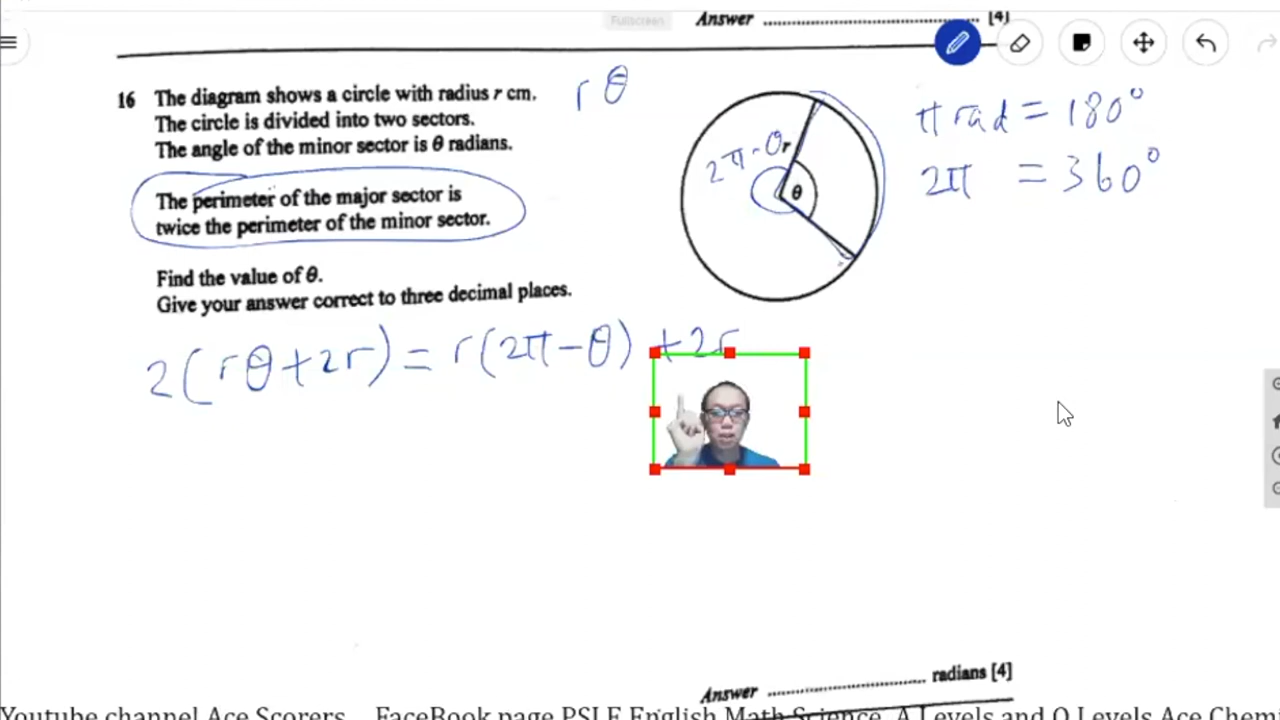 Fullscreen
Answer ........................................ [4]
16 The diagram shows a circle with radius r cm.
The circle is divided into two sectors.
The angle of the minor sector is θ radians.
rθ
The perimeter of the major sector is
twice the perimeter of the minor sector.
Find the value of θ.
Give your answer correct to three decimal places.
2π-θ
r
θ
π rad = 180°
2π = 360°
2(rθ+2r) = r(2π-θ) +2r
Answer ............................. radians [4]
Youtube channel Ace Scorers FaceBook page PSLE English Math Science A Levels and O Levels Ace Chemi